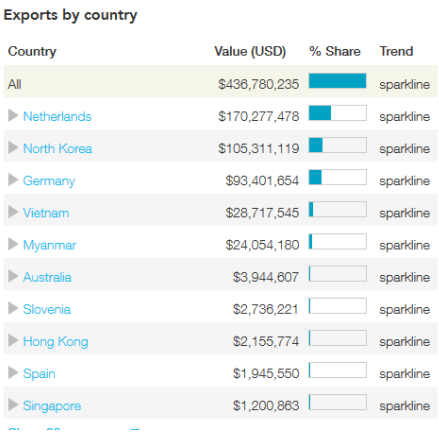 Exports by country
Country Value (USD) % Share Trend
All $436,780,235 sparkline
Netherlands $170,277,478 sparkline
North Korea $105,311,119 sparkline
Germany $93,401,654 sparkline
Vietnam $28,717,545 sparkline
Myanmar $24,054,180 sparkline
Australia $3,944,607 sparkline
Slovenia $2,736,221 sparkline
Hong Kong $2,155,774 sparkline
Spain $1,945,550 sparkline
Singapore $1,200,863 sparkline